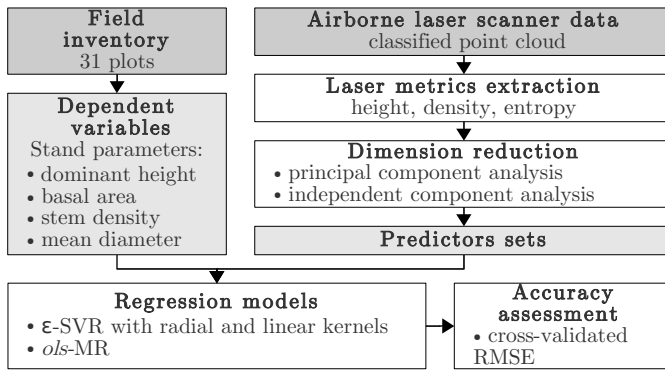 Field
inventory
31 plots
Airborne laser scanner data
classified point cloud
Dependent
variables
Stand parameters:
• dominant height
• basal area
• stem density
• mean diameter
Laser metrics extraction
height, density, entropy
Dimension reduction
• principal component analysis
• independent component analysis
Predictors sets
Regression models
• ε-SVR with radial and linear kernels
• ols-MR
Accuracy
assessment
• cross-validated
RMSE